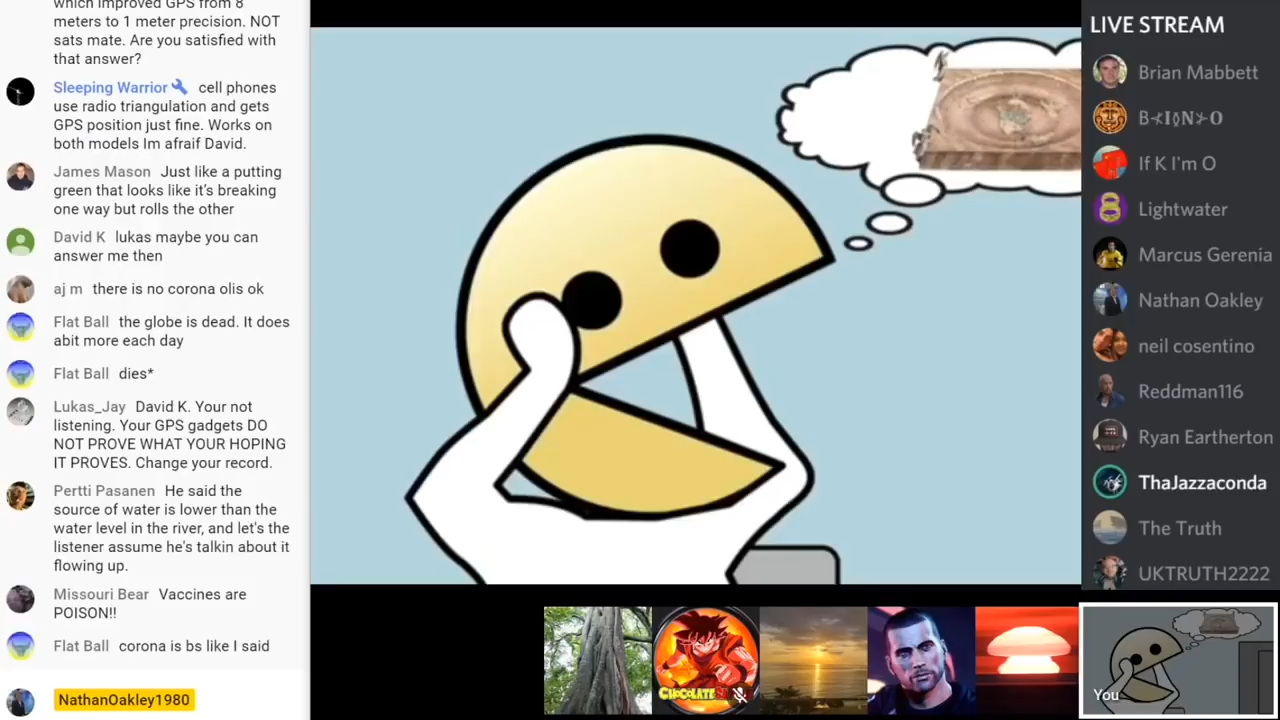 which improved GPS from 8
meters to 1 meter precision. NOT
sats mate. Are you satisfied with
that answer?
Sleeping Warrior cell phones
use radio triangulation and gets
GPS position just fine. Works on
both models Im afraif David.
James Mason Just like a putting
green that looks like it's breaking
one way but rolls the other
David K lukas maybe you can
answer me then
aj m there is no corona olis ok
Flat Ball the globe is dead. It does
abit more each day
Flat Ball dies*
Lukas_Jay David K. Your not
listening. Your GPS gadgets DO
NOT PROVE WHAT YOUR HOPING
IT PROVES. Change your record.
Pertti Pasanen He said the
source of water is lower than the
water level in the river, and let's the
listener assume he's talkin about it
flowing up.
Missouri Bear Vaccines are
POISON!!
Flat Ball corona is bs like I said
NathanOakley1980
LIVE STREAM
Brian Mabbett
If K I'm O
Lightwater
Marcus Gerenia
Nathan Oakley
neil cosentino
Reddman116
Ryan Eartherton
ThaJazzaconda
The Truth
UKTRUTH2222
You